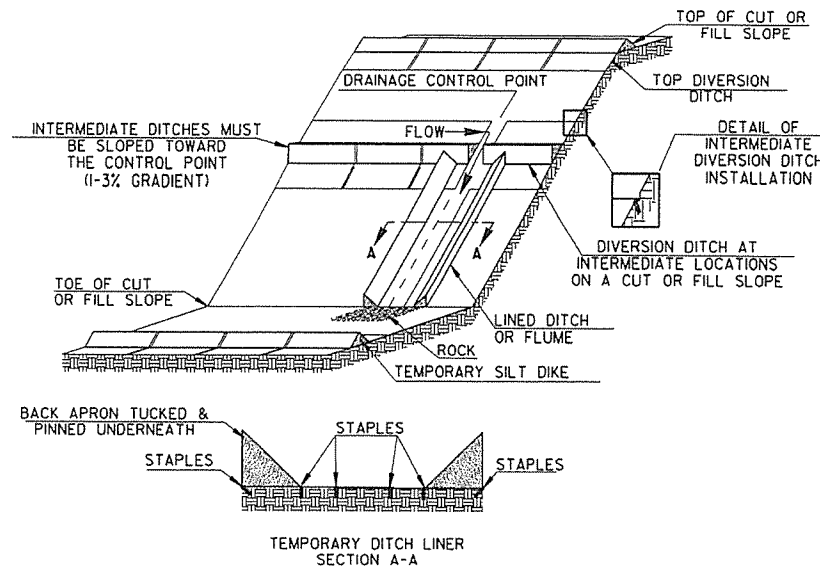 TOP OF CUT OR
FILL SLOPE
DRAINAGE CONTROL POINT
TOP DIVERSION
DITCH
INTERMEDIATE DITCHES MUST
BE SLOPED TOWARD
THE CONTROL POINT
(1-3% GRADIENT)
FLOW
DETAIL OF
INTERMEDIATE
DIVERSION DITCH
INSTALLATION
A
A
DIVERSION DITCH AT
INTERMEDIATE LOCATIONS
ON A CUT OR FILL SLOPE
TOE OF CUT
OR FILL SLOPE
LINED DITCH
OR FLUME
ROCK
TEMPORARY SILT DIKE
BACK APRON TUCKED &
PINNED UNDERNEATH
STAPLES
STAPLES
STAPLES
TEMPORARY DITCH LINER
SECTION A-A